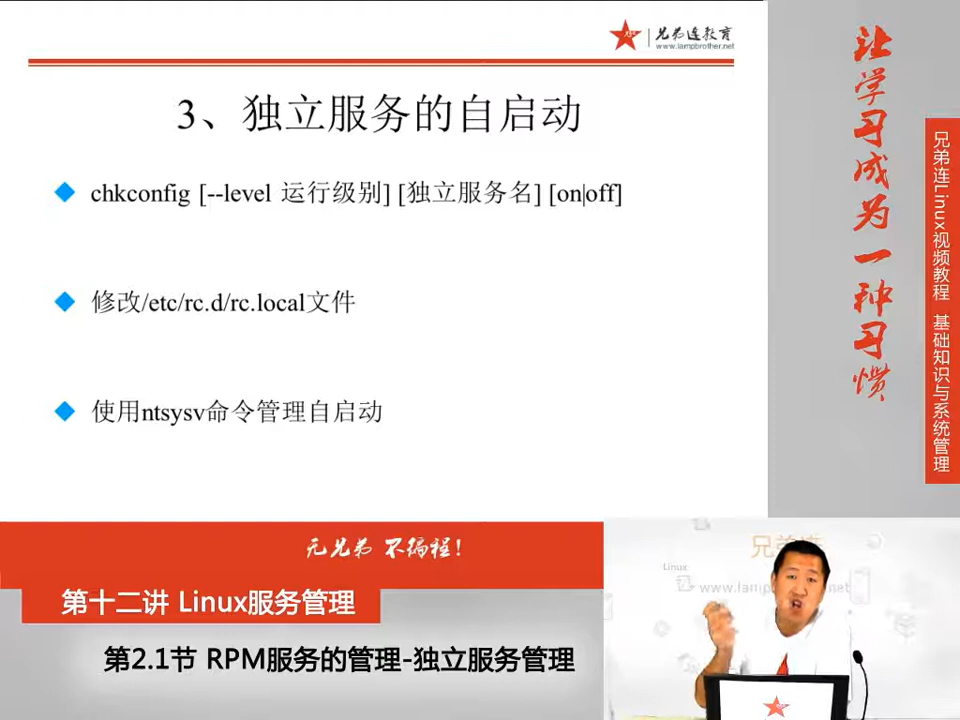 兄弟连教育
www.lampbrother.net
3、独立服务的自启动
chkconfig [--level 运行级别] [独立服务名] [on|off]
修改/etc/rc.d/rc.local文件
使用ntsysv命令管理自启动
让学习成为一种习惯
兄弟连Linux视频教程 基础知识与系统管理
无兄弟 不编程!
第十二讲 Linux服务管理
第2.1节 RPM服务的管理-独立服务管理
兄弟连
Linux